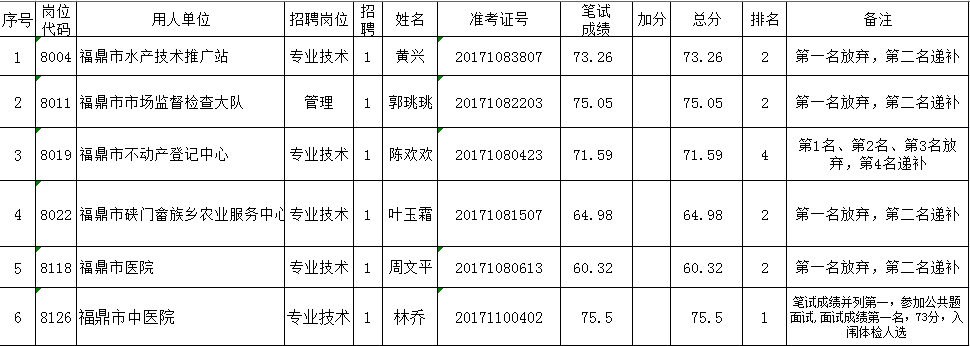 序号 岗位代码 用人单位 招聘岗位 招聘 姓名 准考证号 笔试成绩 加分 总分 排名 备注
1 8004 福鼎市水产技术推广站 专业技术 1 黄兴 20171083807 73.26 73.26 2 第一名放弃，第二名递补
2 8011 福鼎市市场监督检查大队 管理 1 郭珧珧 20171082203 75.05 75.05 2 第一名放弃，第二名递补
3 8019 福鼎市不动产登记中心 专业技术 1 陈欢欢 20171080423 71.59 71.59 4 第1名、第2名、第3名放
弃，第4名递补
4 8022 福鼎市硖门畲族乡农业服务中心 专业技术 1 叶玉霜 20171081507 64.98 64.98 2 第一名放弃，第二名递补
5 8118 福鼎市医院 专业技术 1 周文平 20171080613 60.32 60.32 2 第一名放弃，第二名递补
6 8126 福鼎市中医院 专业技术 1 林乔 20171100402 75.5 75.5 1 笔试成绩并列第一，参加公共题
面试,面试成绩第一名，73分，入
闱体检人选